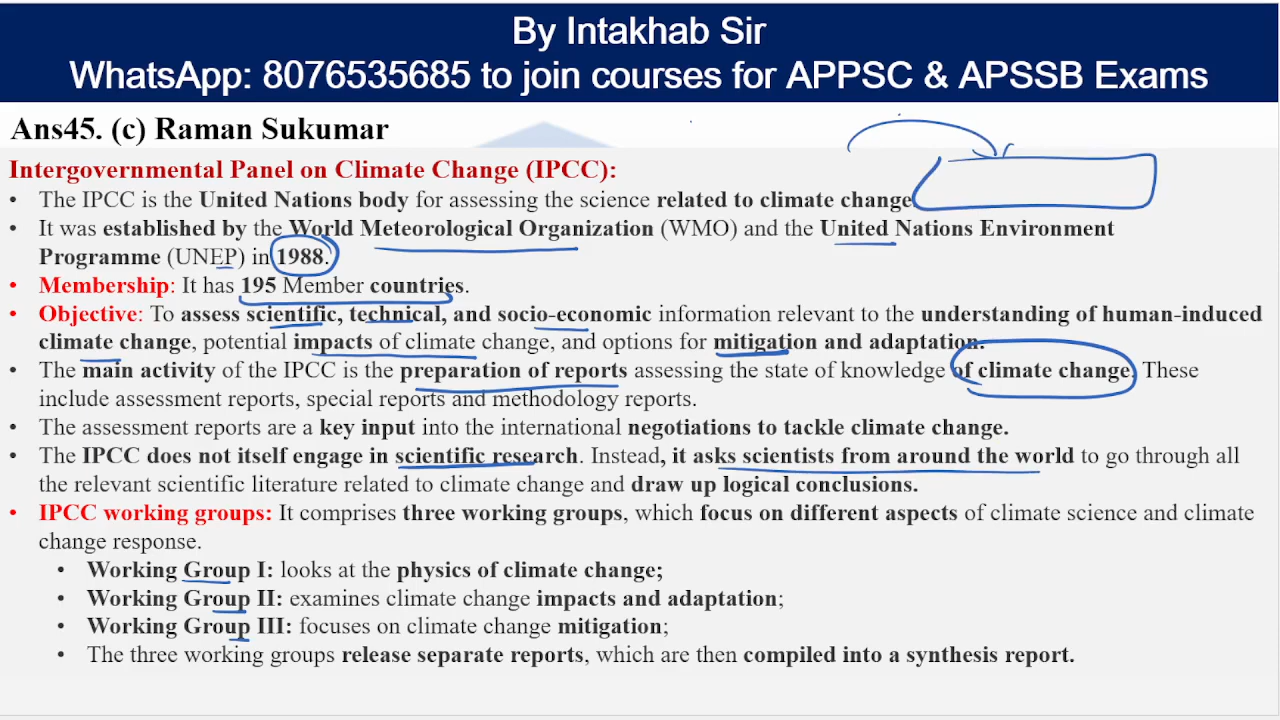 By Intakhab Sir
WhatsApp: 8076535685 to join courses for APPSC & APSSB Exams
Ans45. (c) Raman Sukumar
Intergovernmental Panel on Climate Change (IPCC):
• The IPCC is the United Nations body for assessing the science related to climate change.
• It was established by the World Meteorological Organization (WMO) and the United Nations Environment
Programme (UNEP) in 1988.
• Membership: It has 195 Member countries.
• Objective: To assess scientific, technical, and socio-economic information relevant to the understanding of human-induced
climate change, potential impacts of climate change, and options for mitigation and adaptation.
• The main activity of the IPCC is the preparation of reports assessing the state of knowledge of climate change. These
include assessment reports, special reports and methodology reports.
• The assessment reports are a key input into the international negotiations to tackle climate change.
• The IPCC does not itself engage in scientific research. Instead, it asks scientists from around the world to go through all
the relevant scientific literature related to climate change and draw up logical conclusions.
• IPCC working groups: It comprises three working groups, which focus on different aspects of climate science and climate
change response.
• Working Group I: looks at the physics of climate change;
• Working Group II: examines climate change impacts and adaptation;
• Working Group III: focuses on climate change mitigation;
• The three working groups release separate reports, which are then compiled into a synthesis report.